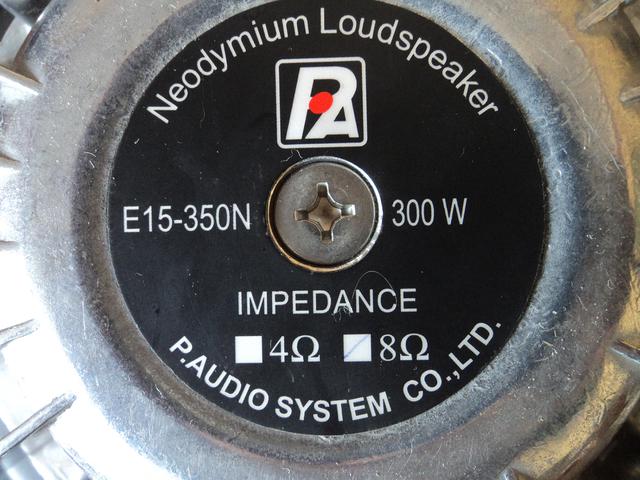 Neodymium Loudspeaker
PA
E15-350N 300 W
IMPEDANCE
4Ω 8Ω
P.AUDIO SYSTEM CO.,LTD.